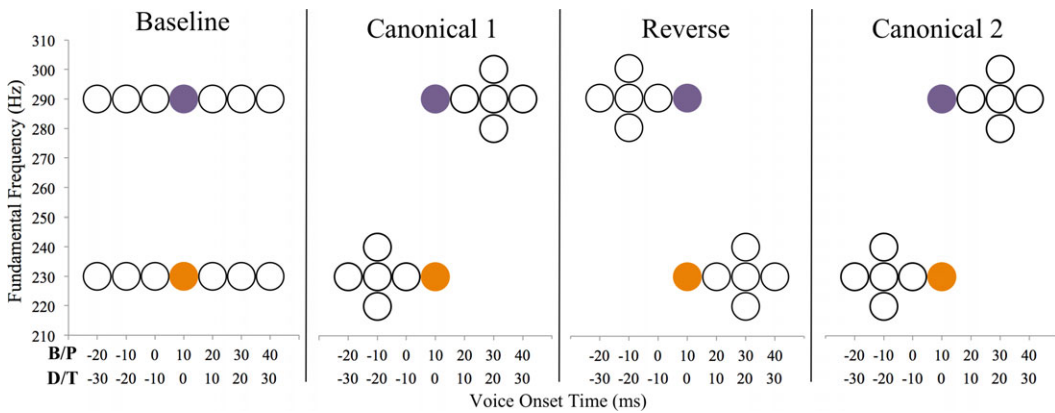 Baseline
Canonical 1
Reverse
Canonical 2
Fundamental Frequency (Hz)
310
300
290
280
270
260
250
240
230
220
210
B/P -20 -10 0 10 20 30 40 -20 -10 0 10 20 30 40 -20 -10 0 10 20 30 40 -20 -10 0 10 20 30 40
D/T -30 -20 -10 0 10 20 30 -30 -20 -10 0 10 20 30 -30 -20 -10 0 10 20 30 -30 -20 -10 0 10 20 30
Voice Onset Time (ms)